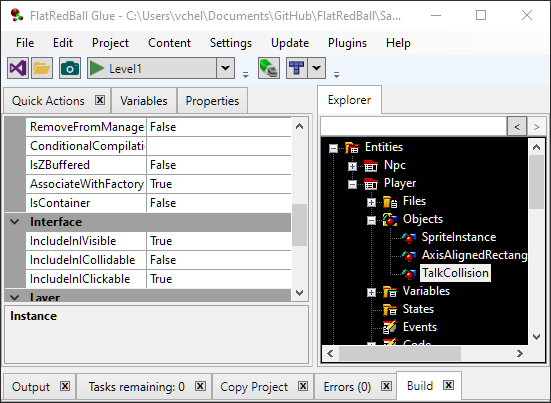 FlatRedBall Glue - C:\Users\vchel\Documents\GitHub\FlatRedBall\Sa...
File Edit Project Content Settings Update Plugins Help
Level1
Quick Actions Variables Properties Explorer
RemoveFromManage False
ConditionalCompilatio
IsZBuffered False
AssociateWithFactory True
IsContainer False
Interface
IncludeInIVisible True
IncludeInICollidable False
IncludeInIClickable True
Layer
Instance
< >
Entities
Npc
Player
Files
Objects
SpriteInstance
AxisAlignedRectang
TalkCollision
Variables
States
Events
Code
Output Tasks remaining: 0 Copy Project Errors (0) Build